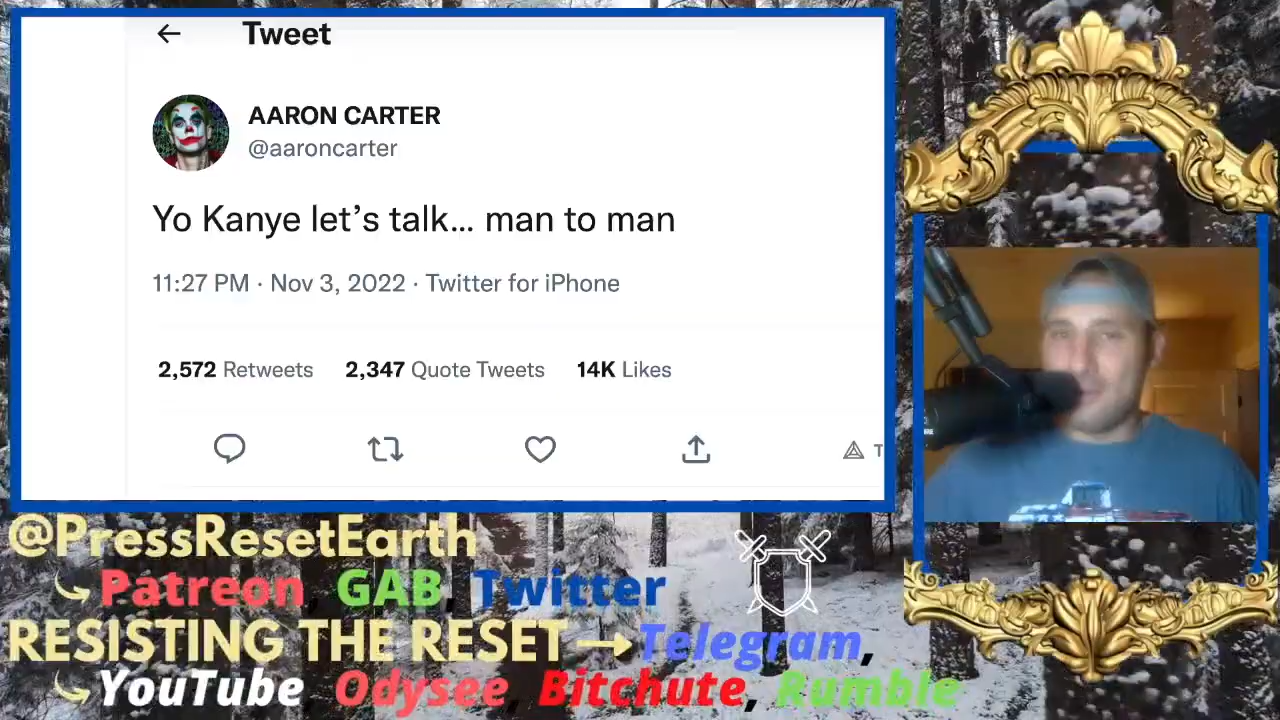 Tweet
AARON CARTER
@aaroncarter
Yo Kanye let’s talk... man to man
11:27 PM · Nov 3, 2022 · Twitter for iPhone
2,572 Retweets 2,347 Quote Tweets 14K Likes
T
@PressResetEarth
Patreon, GAB, Twitter
RESISTING THE RESET → Telegram,
YouTube, Odysee, Bitchute, Rumble